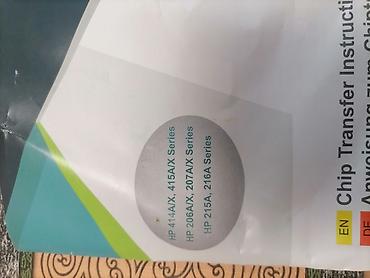 EN Chip Transfer Instructi
DE Anweisung zum Chipt
HP 414A/X, 415A/X Series
HP 206A/X, 207A/X Series
HP 215A, 216A Series